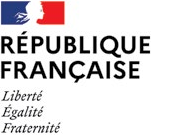 RÉPUBLIQUE
FRANÇAISE
Liberté
Égalité
Fraternité